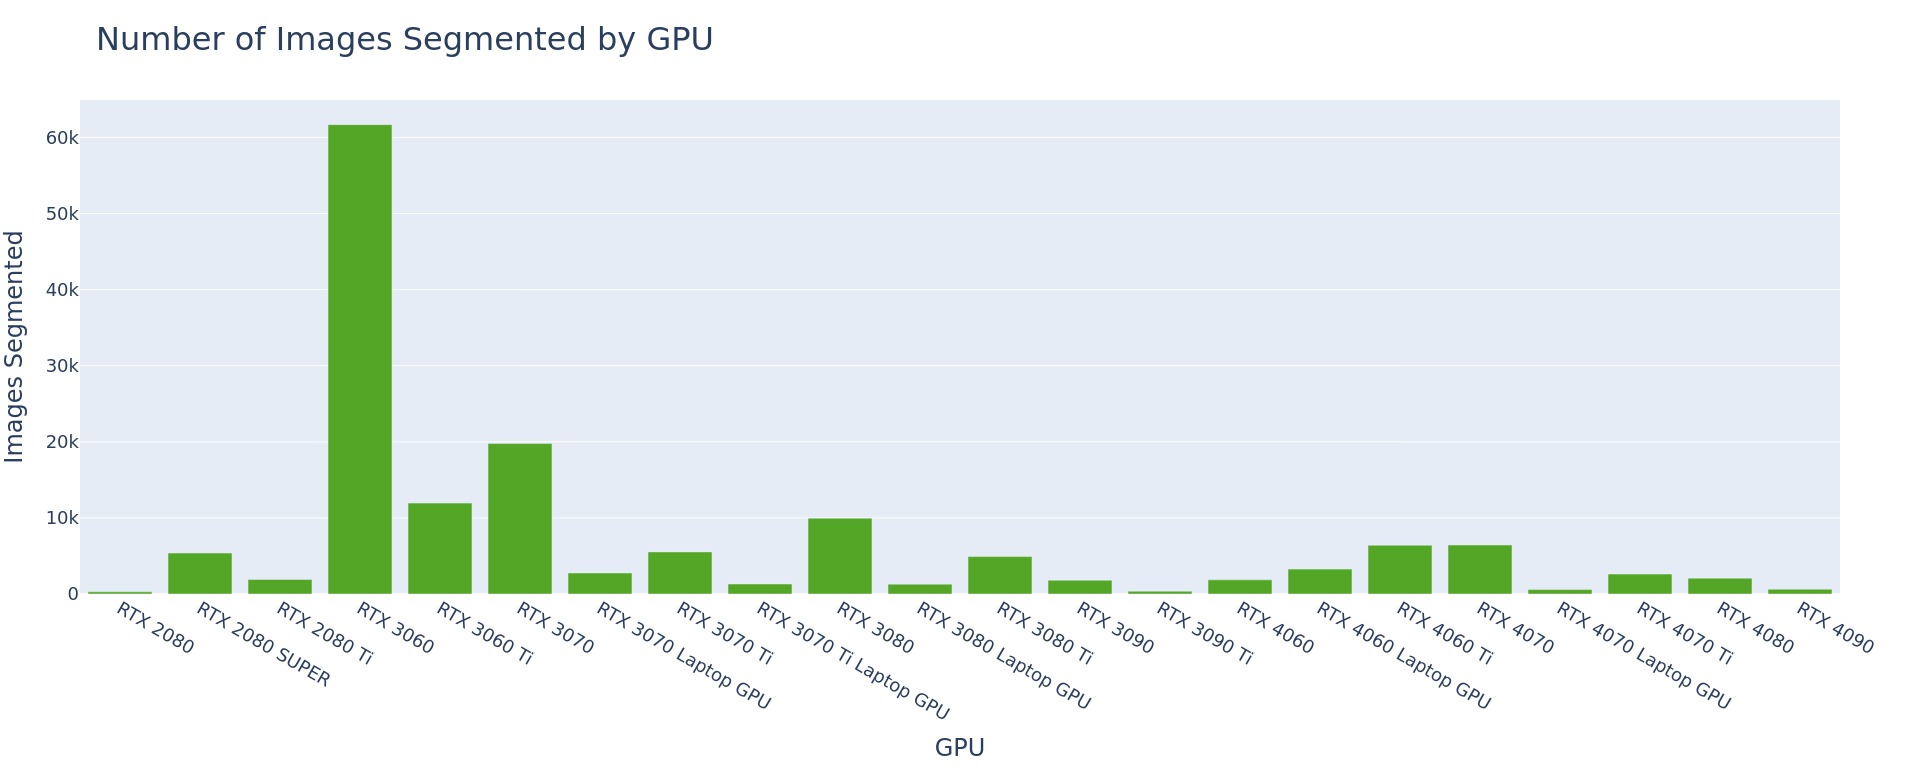 Number of Images Segmented by GPU
Images Segmented
60k
50k
40k
30k
20k
10k
0
RTX 2080
RTX 2080 SUPER
RTX 2080 Ti
RTX 3060
RTX 3060 Ti
RTX 3070
RTX 3070 Laptop GPU
RTX 3070 Ti
RTX 3070 Ti Laptop GPU
RTX 3080
RTX 3080 Laptop GPU
RTX 3080 Ti
RTX 3090
RTX 3090 Ti
RTX 4060
RTX 4060 Laptop GPU
RTX 4060 Ti
RTX 4070
RTX 4070 Laptop GPU
RTX 4070 Ti
RTX 4080
RTX 4090
GPU